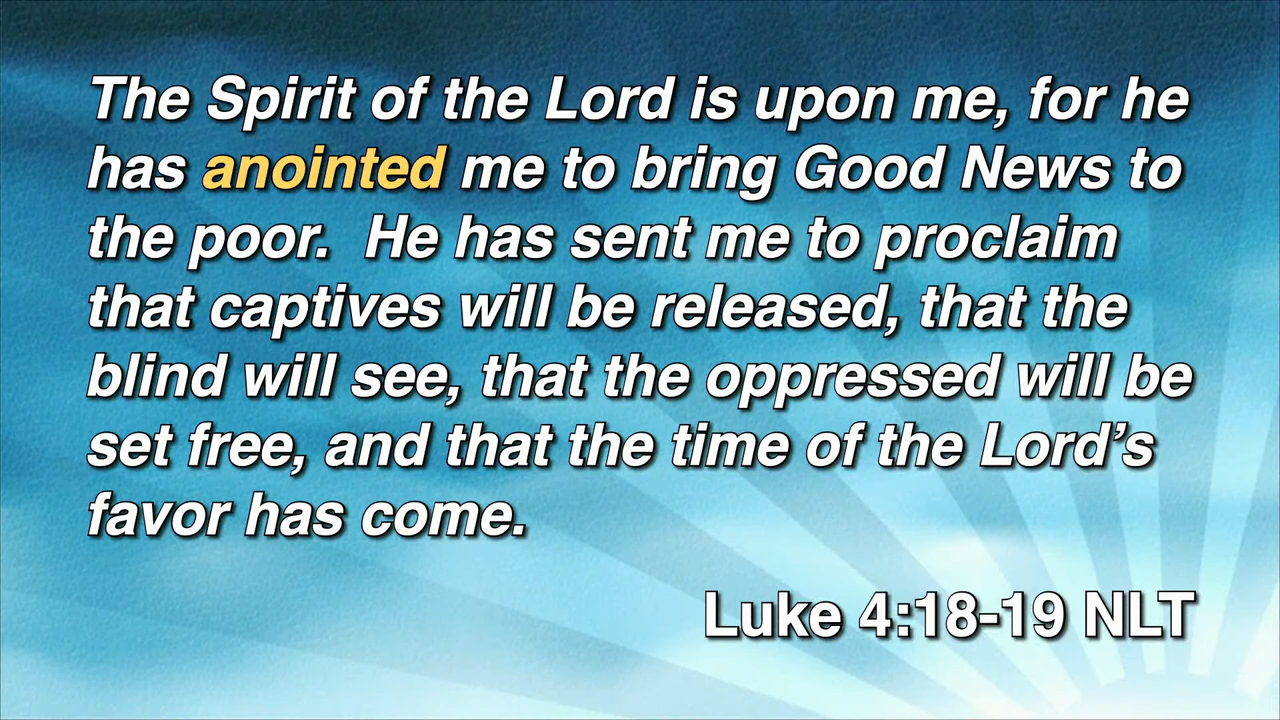 The Spirit of the Lord is upon me, for he
has anointed me to bring Good News to
the poor.  He has sent me to proclaim
that captives will be released, that the
blind will see, that the oppressed will be
set free, and that the time of the Lord’s
favor has come.
Luke 4:18-19 NLT